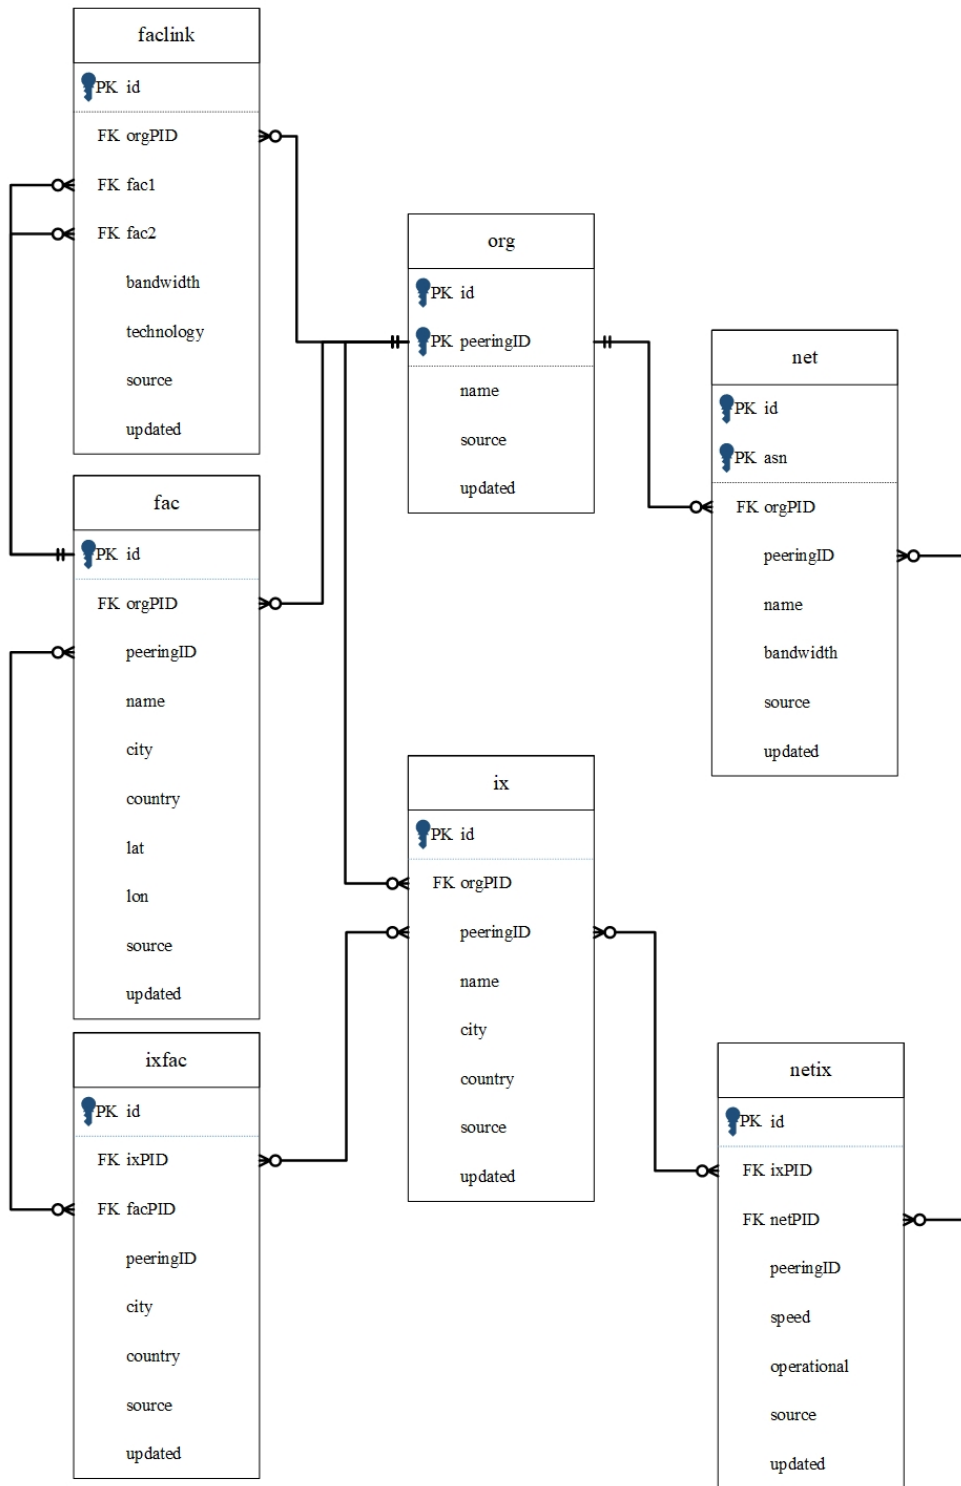 faclink
PK id
FK orgPID
FK fac1
FK fac2
bandwidth
technology
source
updated
fac
PK id
FK orgPID
peeringID
name
city
country
lat
lon
source
updated
ixfac
PK id
FK ixPID
FK facPID
peeringID
city
country
source
updated
org
PK id
PK peeringID
name
source
updated
ix
PK id
FK orgPID
peeringID
name
city
country
source
updated
net
PK id
PK asn
FK orgPID
peeringID
name
bandwidth
source
updated
netix
PK id
FK ixPID
FK netPID
peeringID
speed
operational
source
updated